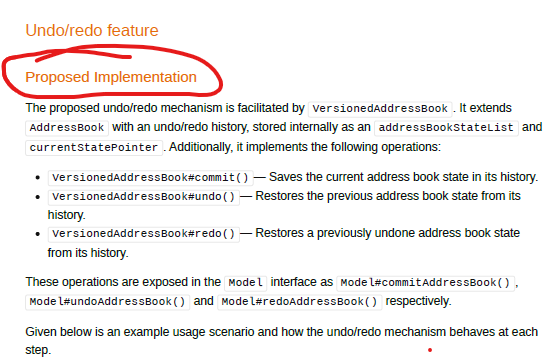 Undo/redo feature
Proposed Implementation
The proposed undo/redo mechanism is facilitated by VersionedAddressBook . It extends
AddressBook with an undo/redo history, stored internally as an addressBookStateList and
currentStatePointer . Additionally, it implements the following operations:
• VersionedAddressBook#commit() — Saves the current address book state in its history.
• VersionedAddressBook#undo() — Restores the previous address book state from its
history.
• VersionedAddressBook#redo() — Restores a previously undone address book state
from its history.
These operations are exposed in the Model interface as Model#commitAddressBook() ,
Model#undoAddressBook() and Model#redoAddressBook() respectively.
Given below is an example usage scenario and how the undo/redo mechanism behaves at each
step.